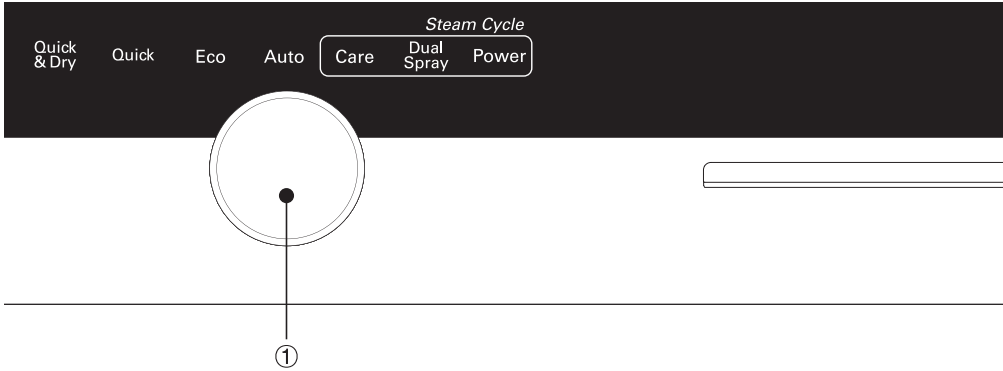 Steam Cycle
Quick
& Dry
Quick
Eco
Auto
Care
Dual
Spray
Power
①